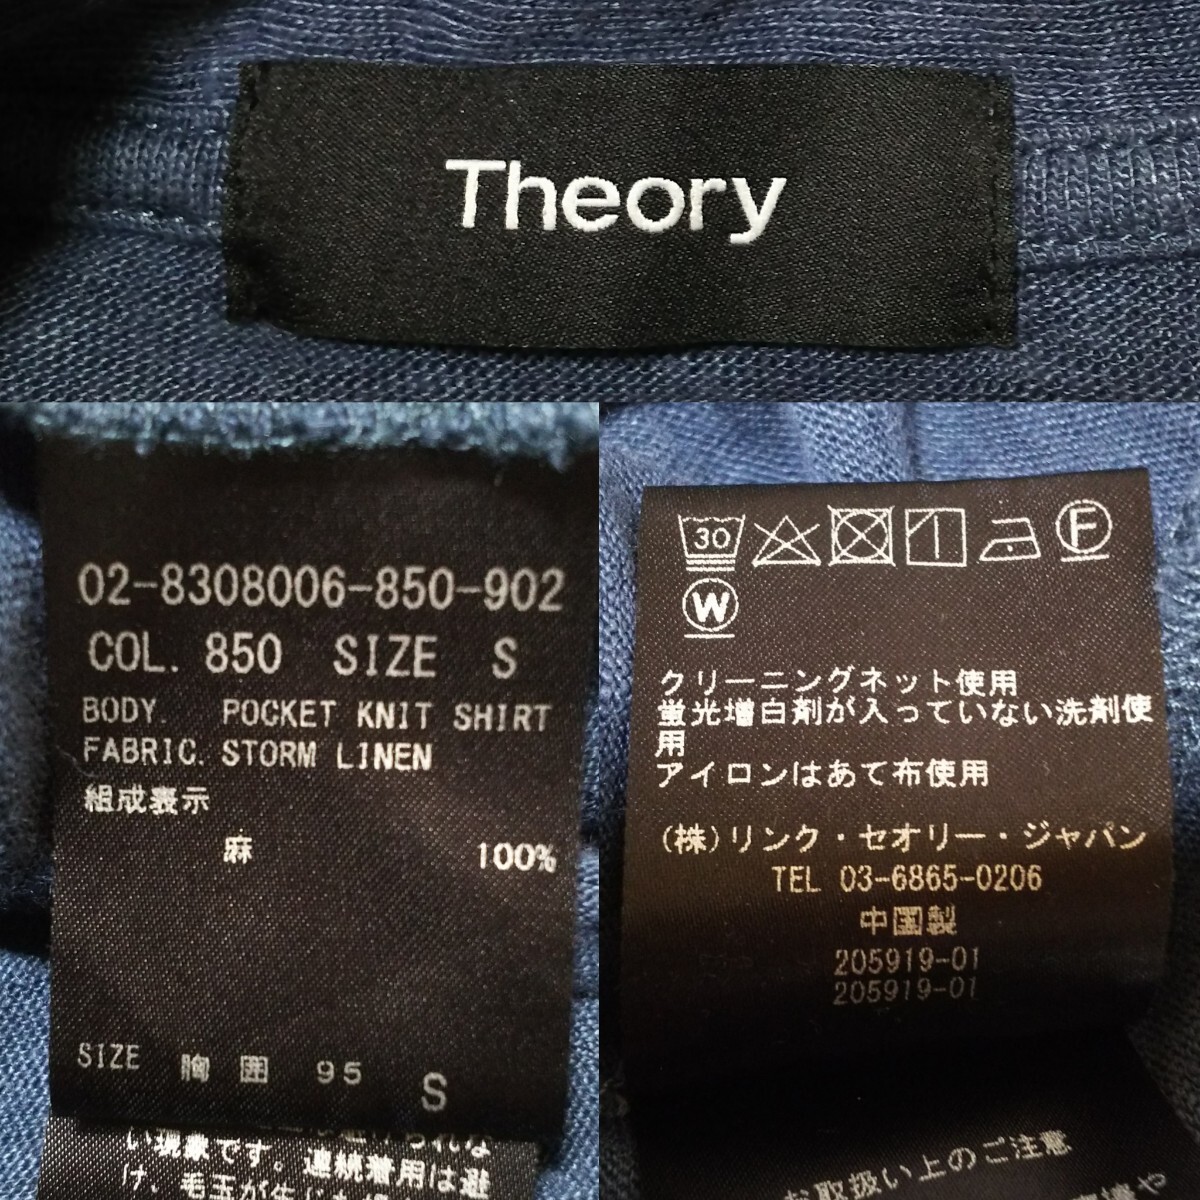 Theory
02-8308006-850-902
COL. 850 SIZE S
BODY. POCKET KNIT SHIRT
FABRIC. STORM LINEN
組成表示
麻 100%
SIZE 胸囲 95 S
い現象です。連続着用は避
け、毛玉が生じた
30
F
W
クリーニングネット使用
蛍光増白剤が入っていない洗剤使
用
アイロンはあて布使用
(株)リンク・セオリー・ジャパン
TEL 03-6865-0206
中国製
205919-01
205919-01
お取扱い上のご注意